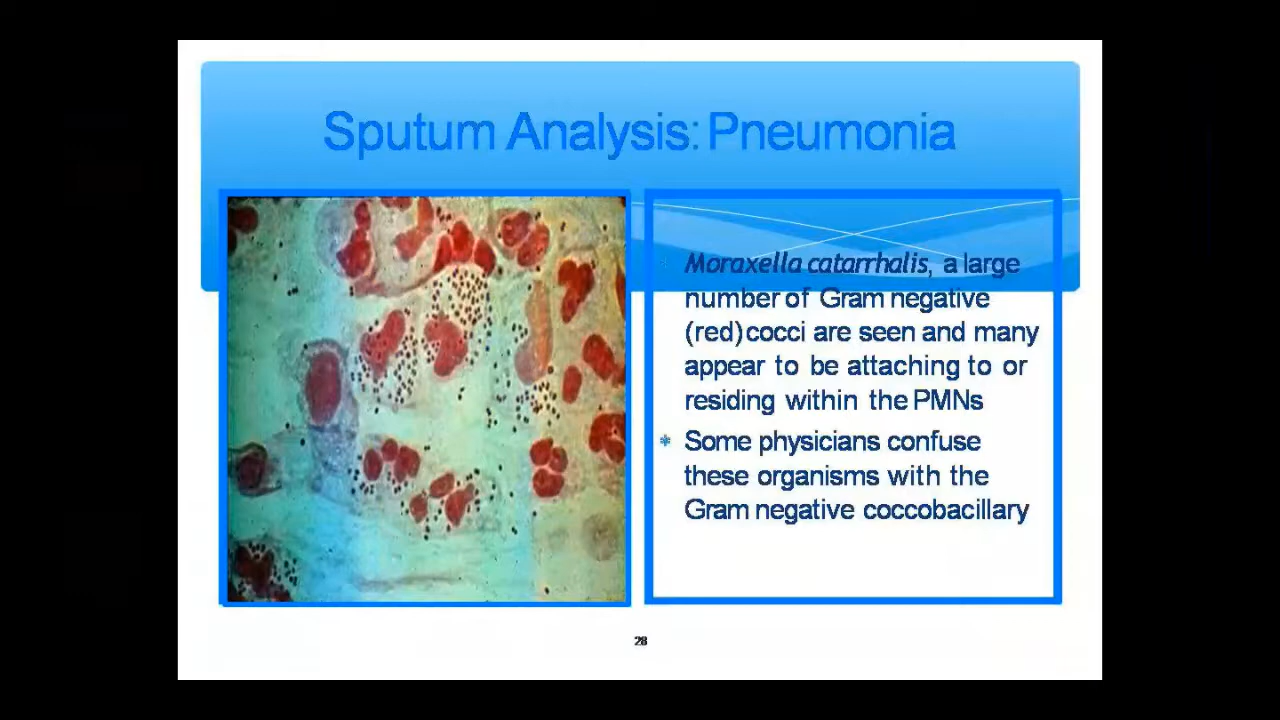 Sputum Analysis: Pneumonia
Moraxella catarrhalis, a large
number of Gram negative
(red) cocci are seen and many
appear to be attaching to or
residing within the PMNs
Some physicians confuse
these organisms with the
Gram negative coccobacillary
28